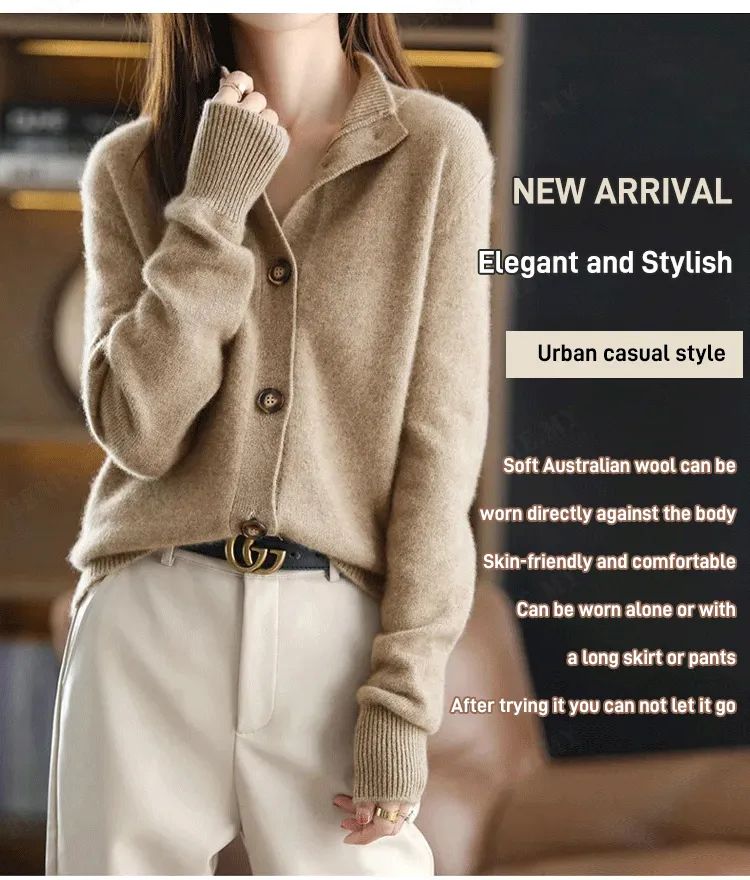 NEW ARRIVAL
Elegant and Stylish
Urban casual style
Soft Australian wool can be
worn directly against the body
Skin-friendly and comfortable
Can be worn alone or with
a long skirt or pants
After trying it you can not let it go